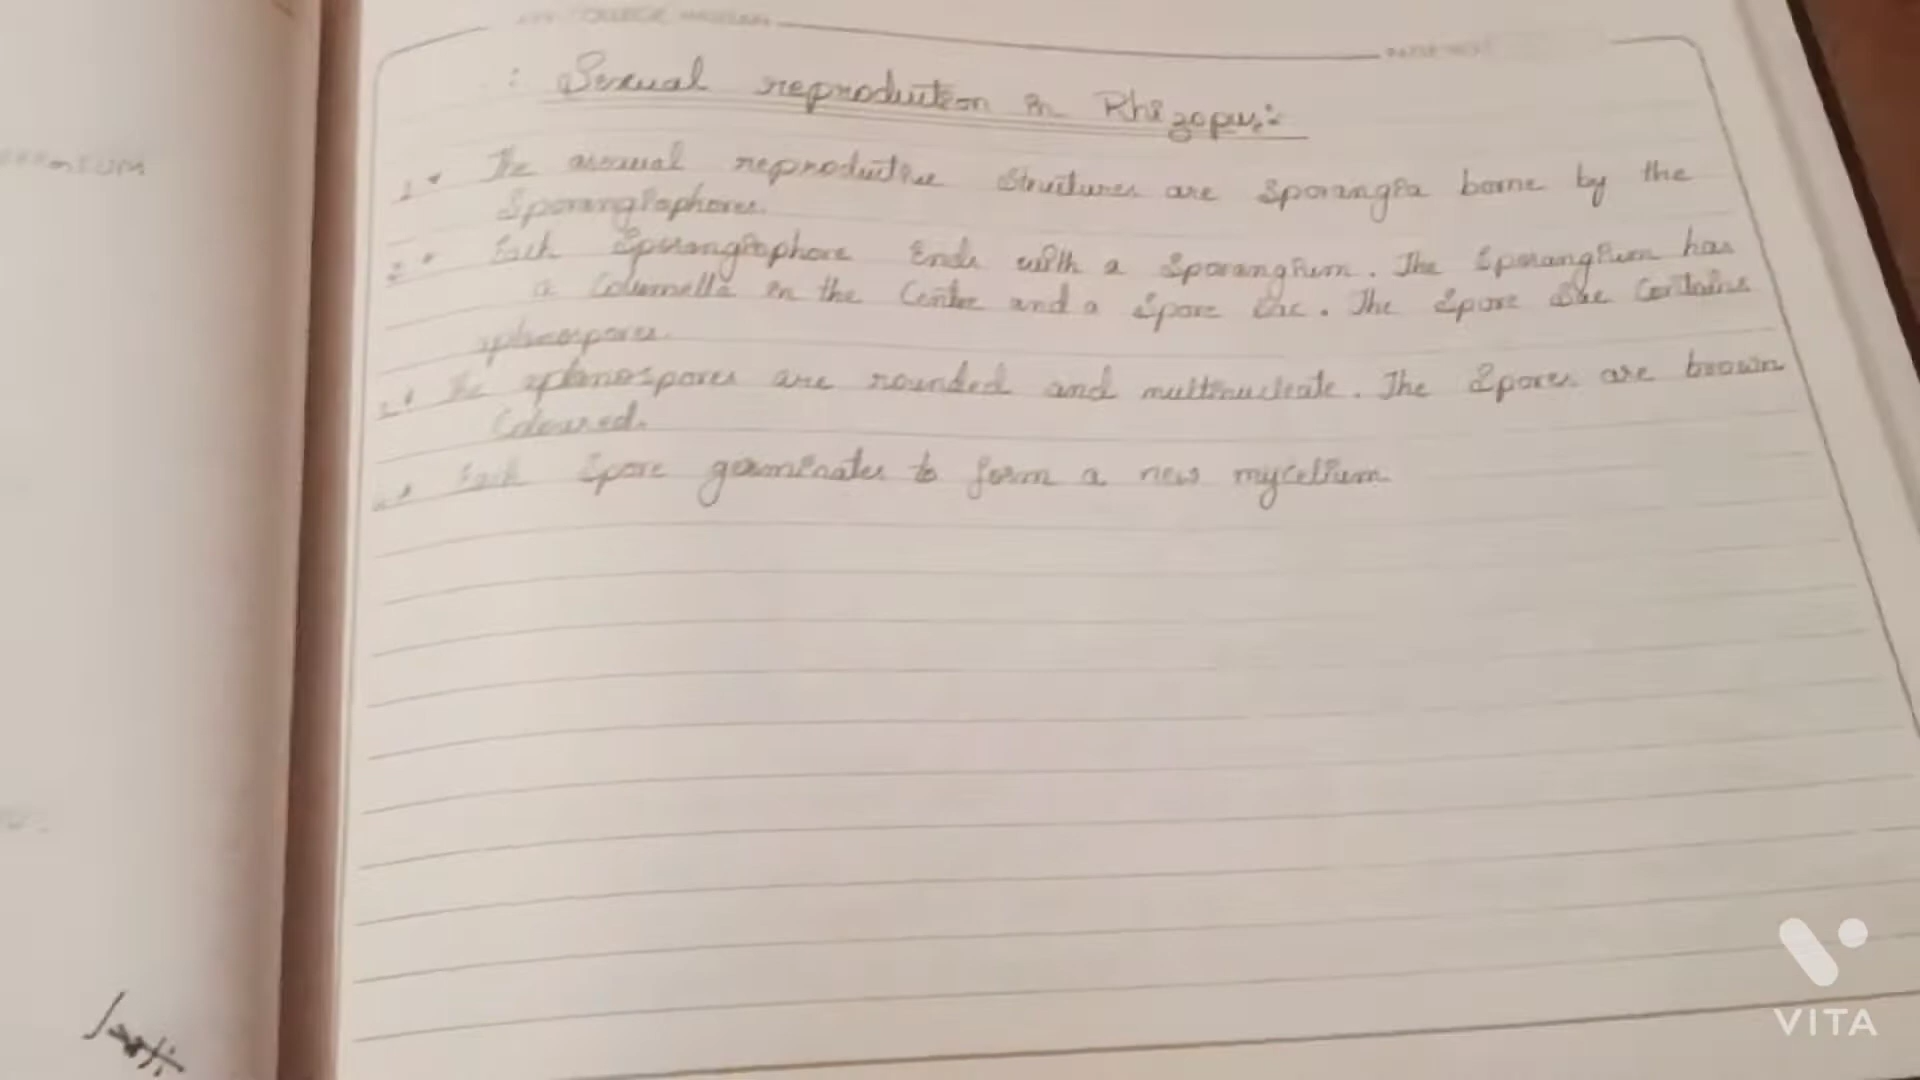 : Sexual reproduction in Rhizopus:-
1. The asexual reproductive structures are sporangia borne by the
Sporangiophores.
2. Each Sporangiophore Ends with a Sporangium. The Sporangium has
a Columella in the Centre and a Spore Sac. The Spore Sac Contains
aplanospores.
The aplanospores are rounded and multinucleate. The Spores are brown
Coloured.
Each Spore germinates to form a new mycelium.
VITA